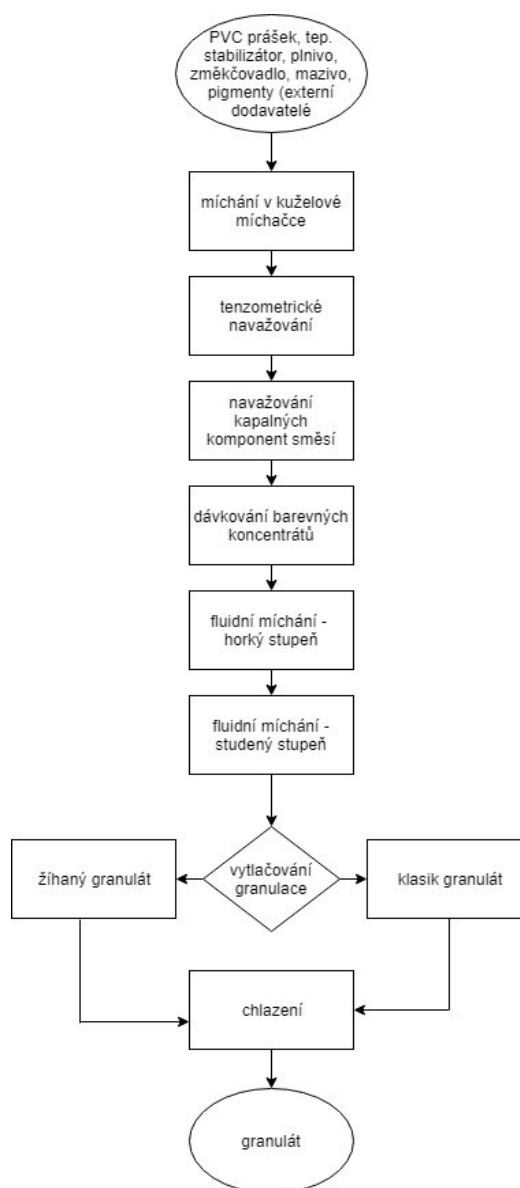 PVC prášek, tep.
stabilizátor, plnivo,
změkčovadlo, mazivo,
pigmenty (externí
dodavatelé
míchání v kuželové
míchačce
tenzometrické
navažování
navažování
kapalných
komponent směsí
dávkování barevných
koncentrátů
fluidní míchání -
horký stupeň
fluidní míchání -
studený stupeň
vytlačování
granulace
žíhaný granulát
klasik granulát
chlazení
granulát